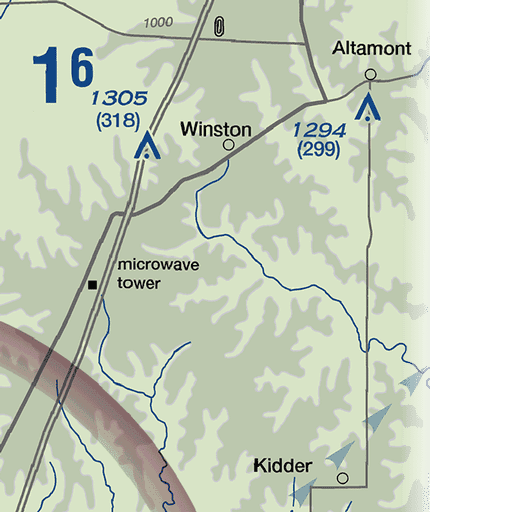 1000
Altamont
16
1305
(318)
Winston
1294
(299)
microwave
tower
Kidder